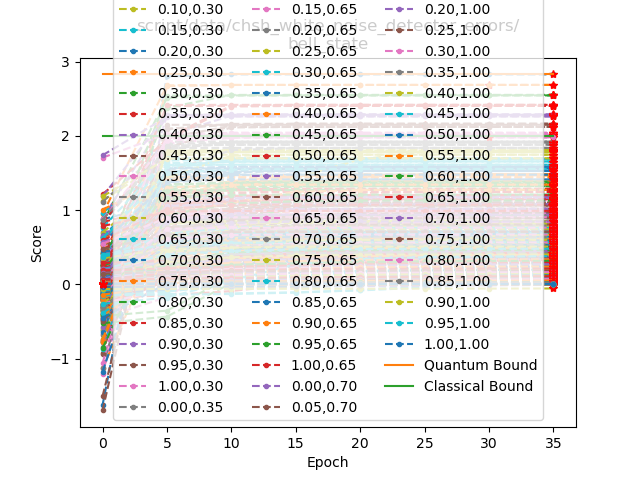 script/data/chsh_white_noise_detector_errors/
bell_state
0.10,0.30 0.15,0.65 0.20,1.00
0.15,0.30 0.20,0.65 0.25,1.00
0.20,0.30 0.25,0.65 0.30,1.00
0.25,0.30 0.30,0.65 0.35,1.00
0.30,0.30 0.35,0.65 0.40,1.00
0.35,0.30 0.40,0.65 0.45,1.00
0.40,0.30 0.45,0.65 0.50,1.00
0.45,0.30 0.50,0.65 0.55,1.00
0.50,0.30 0.55,0.65 0.60,1.00
0.55,0.30 0.60,0.65 0.65,1.00
0.60,0.30 0.65,0.65 0.70,1.00
0.65,0.30 0.70,0.65 0.75,1.00
0.70,0.30 0.75,0.65 0.80,1.00
0.75,0.30 0.80,0.65 0.85,1.00
0.80,0.30 0.85,0.65 0.90,1.00
0.85,0.30 0.90,0.65 0.95,1.00
0.90,0.30 0.95,0.65 1.00,1.00
0.95,0.30 1.00,0.65 Quantum Bound
1.00,0.30 0.00,0.70 Classical Bound
0.00,0.35 0.05,0.70
3
2
1
0
−1
Score
0 5 10 15 20 25 30 35
Epoch